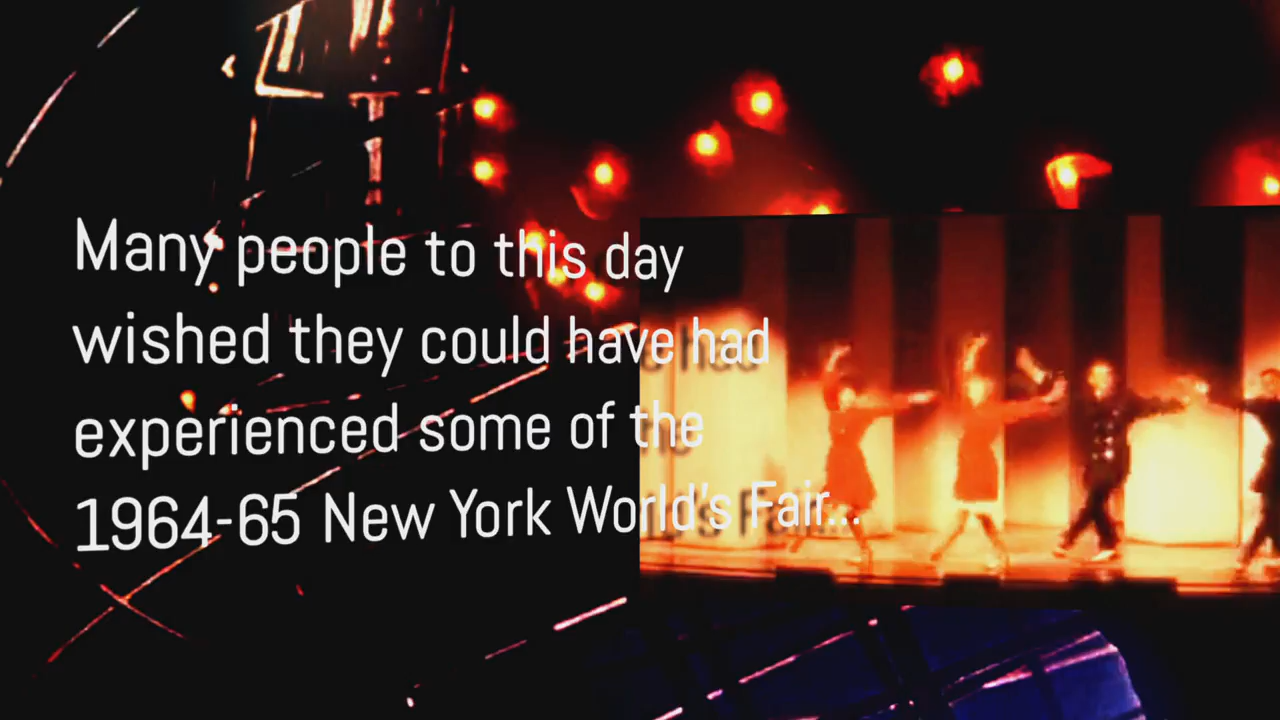 Many people to this day
wished they could have had
experienced some of the
1964-65 New York World's Fair...